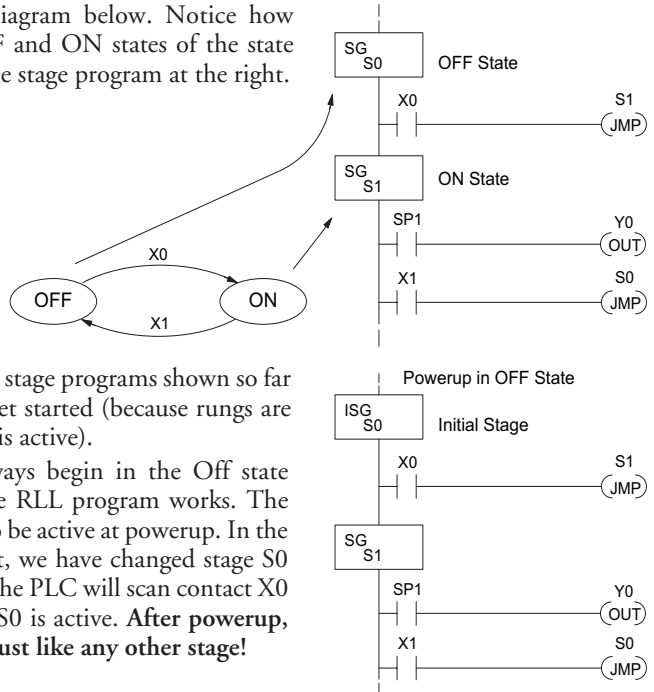 iagram below. Notice how
F and ON states of the state
e stage program at the right.
SG
S0
OFF State
X0
S1
JMP
SG
S1
ON State
SP1
Y0
OUT
X1
S0
JMP
X0
OFF
ON
X1
stage programs shown so far
et started (because rungs are
is active).
ways begin in the Off state
e RLL program works. The
o be active at powerup. In the
t, we have changed stage S0
he PLC will scan contact X0
S0 is active. After powerup,
ust like any other stage!
Powerup in OFF State
ISG
S0
Initial Stage
X0
S1
JMP
SG
S1
SP1
Y0
OUT
X1
S0
JMP